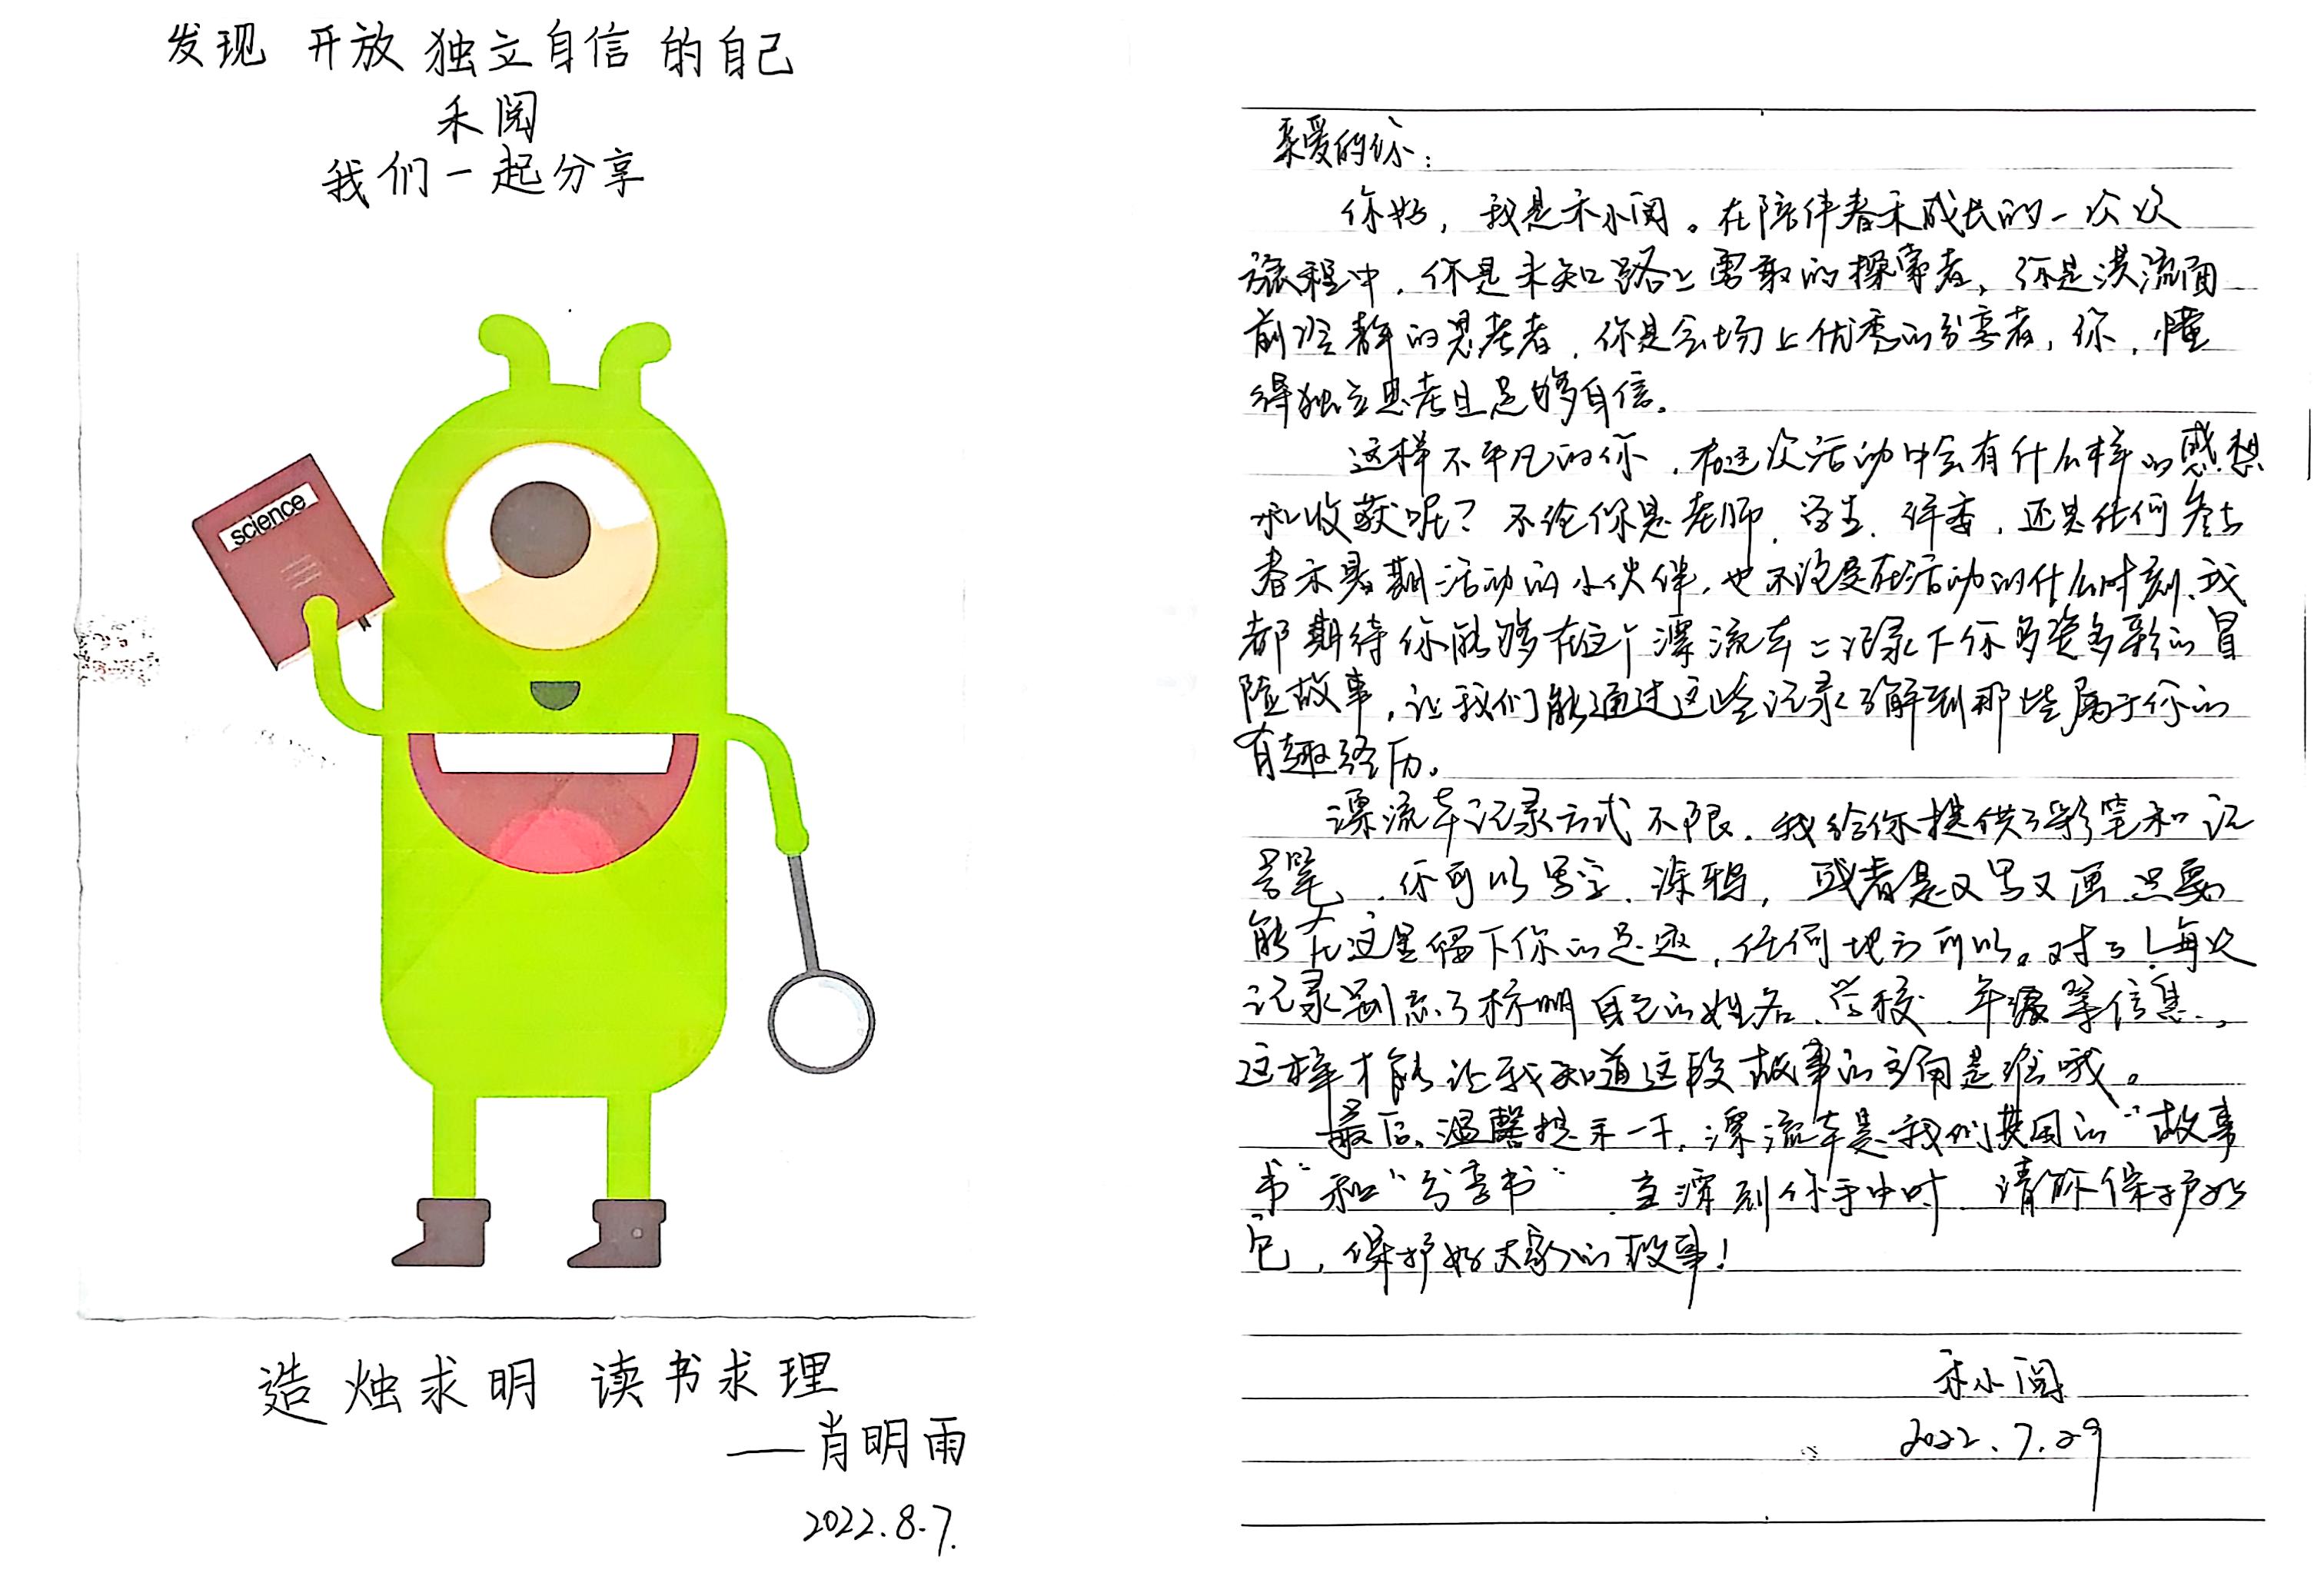 发现 开放 独立自信 的自己
禾阅
我们一起分享
science
造烛求明 读书求理
——肖明雨
2022.8.7.
亲爱的你：
你好，我是禾小阅。在陪伴春禾成长的一次次
旅程中，你是未知路上勇敢的探索者，你是洪流面
前冷静的思考者，你是会场上优秀的分享者，你，懂
得独立思考且足够自信。
这样不平凡的你，在这次活动中会有什么样的感想
和收获呢？不论你是老师、学生、评委，还是任何参与
春禾暑期活动的小伙伴，也不论是在活动的什么时刻，我
都期待你能够在这个漂流本上记录下你多姿多彩的冒
险故事，让我们能通过这些记录了解到那些属于你的
有趣经历。
漂流本记录方式不限，我给你提供了彩笔和记
号笔，你可以写字、涂鸦，或者是又写又画，只要
能在这里留下你的足迹，任何地方可以。对了！每次
记录别忘了标明自己的姓名、学校、年级等信息，
这样才能让我知道这段故事的主角是谁哦。
最后，温馨提示一下，漂流本是我们共同的“故事
书”和“分享书”，当漂到你手中时，请你保护好
它，保护好大家的故事！
禾小阅
2022.7.29